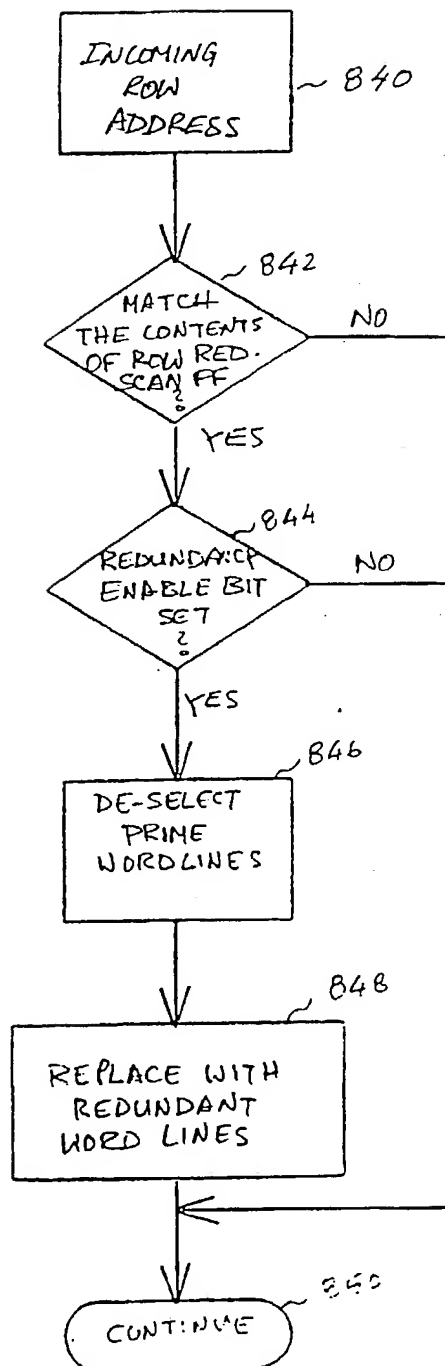 INCOMING
ROW
ADDRESS
840
842
MATCH
THE CONTENTS
OF ROW RED.
SCAN FF
?
NO
YES
844
ENABLE BIT
SET
?
NO
YES
846
DE-SELECT
PRIME
WORDLINES
848
REPLACE WITH
REDUNDANT
WORD LINES
CONTINUE